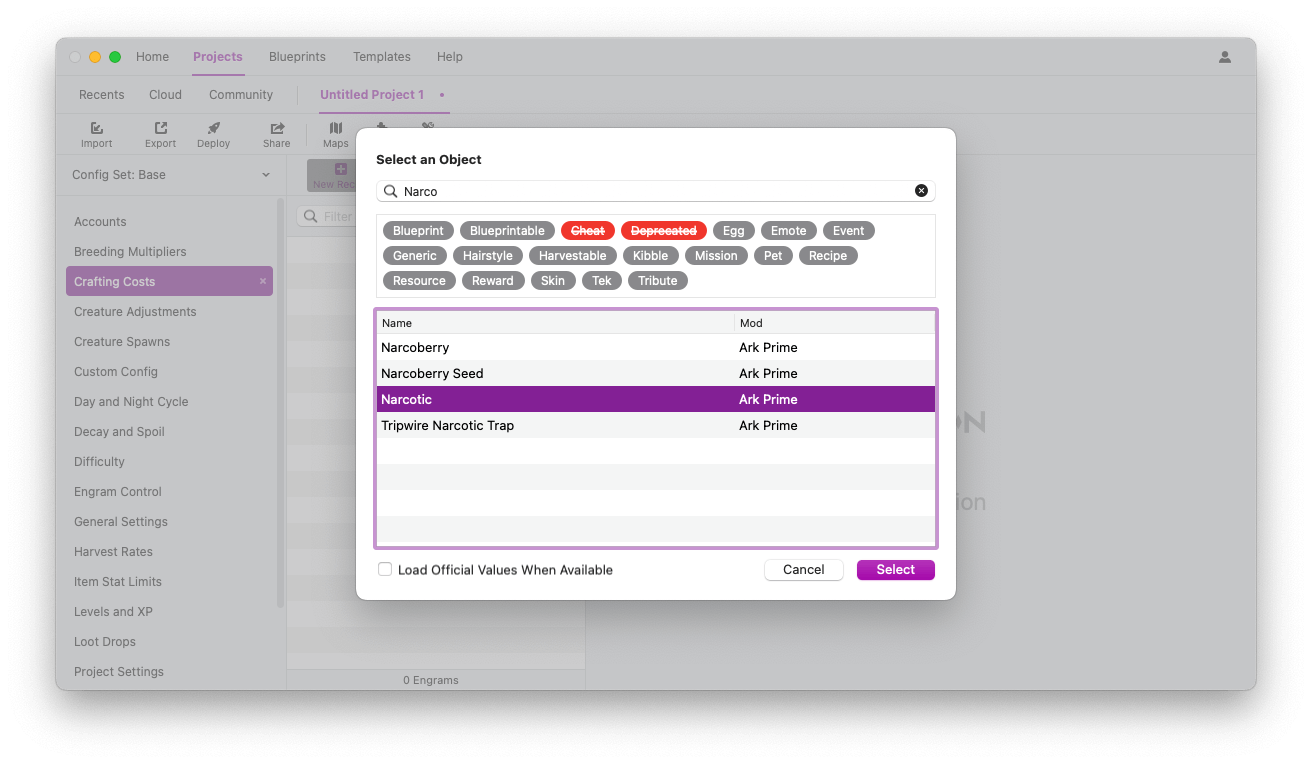 Home Projects Blueprints Templates Help
Recents Cloud Community Untitled Project 1 •
Import Export Deploy Share Maps
Config Set: Base
New Rec
Filter
Accounts
Breeding Multipliers
Crafting Costs ×
Creature Adjustments
Creature Spawns
Custom Config
Day and Night Cycle
Decay and Spoil
Difficulty
Engram Control
General Settings
Harvest Rates
Item Stat Limits
Levels and XP
Loot Drops
Project Settings
0 Engrams
Select an Object
Narco
Blueprint Blueprintable Cheat Deprecated Egg Emote Event
Generic Hairstyle Harvestable Kibble Mission Pet Recipe
Resource Reward Skin Tek Tribute
Name Mod
Narcoberry Ark Prime
Narcoberry Seed Ark Prime
Narcotic Ark Prime
Tripwire Narcotic Trap Ark Prime
Load Official Values When Available Cancel Select
N
ion